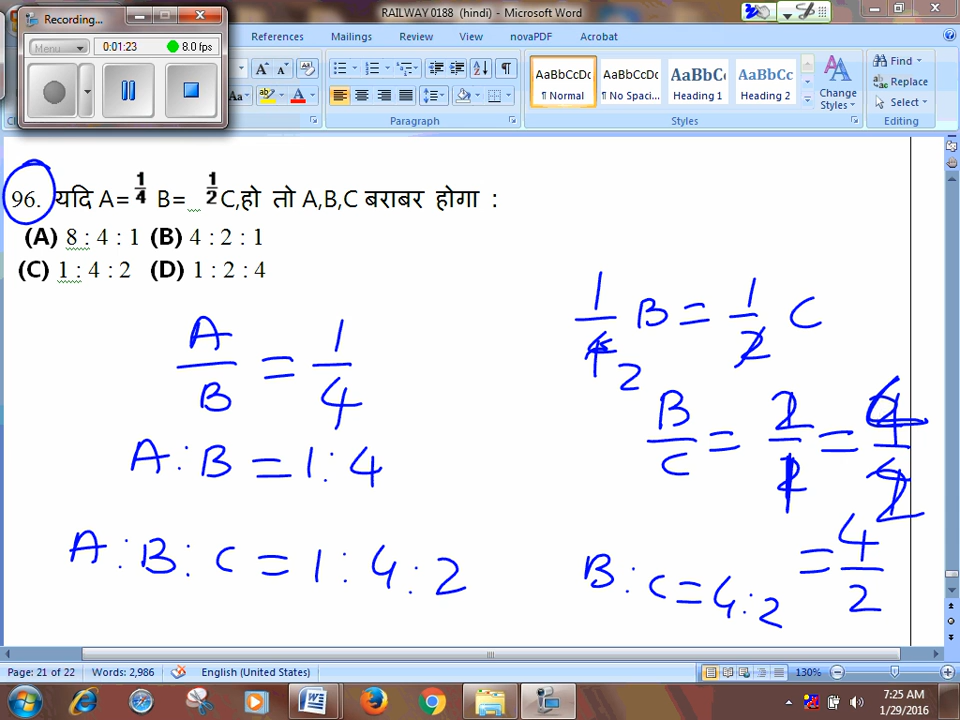 Recording...
Menu
0:01:23
8.0 fps
RAILWAY 0188 (hindi) - Microsoft Word
References Mailings Review View novaPDF Acrobat
AaBbCcDc AaBbCcDc AaBbCc AaBbCc
¶ Normal ¶ No Spaci... Heading 1 Heading 2
Change Styles
Find
Replace
Select
Paragraph Styles Editing
96. यदि A= 1/4 B= 1/2 C,हो तो A,B,C बराबर होगा :
(A) 8 : 4 : 1 (B) 4 : 2 : 1
(C) 1 : 4 : 2 (D) 1 : 2 : 4
A/B = 1/4
A : B = 1 : 4
A : B : C = 1 : 4 : 2
1/4 B = 1/2 C
2
B/C = 2/1 = 4/2
= 4/2
B : C = 4 : 2
Page: 21 of 22 Words: 2,986 English (United States) 130%
7:25 AM
1/29/2016